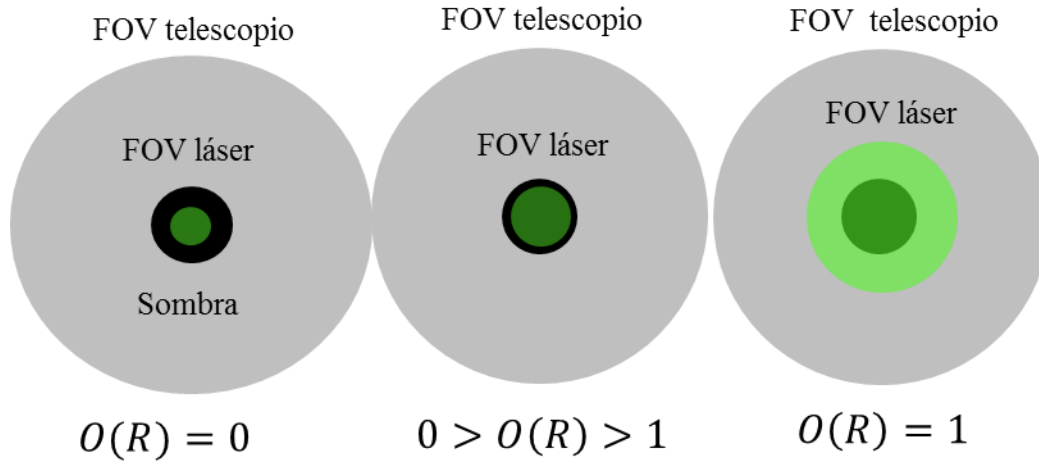 FOV telescopio
FOV láser
Sombra
O(R) = 0
FOV telescopio
FOV láser
0 > O(R) > 1
FOV telescopio
FOV láser
O(R) = 1